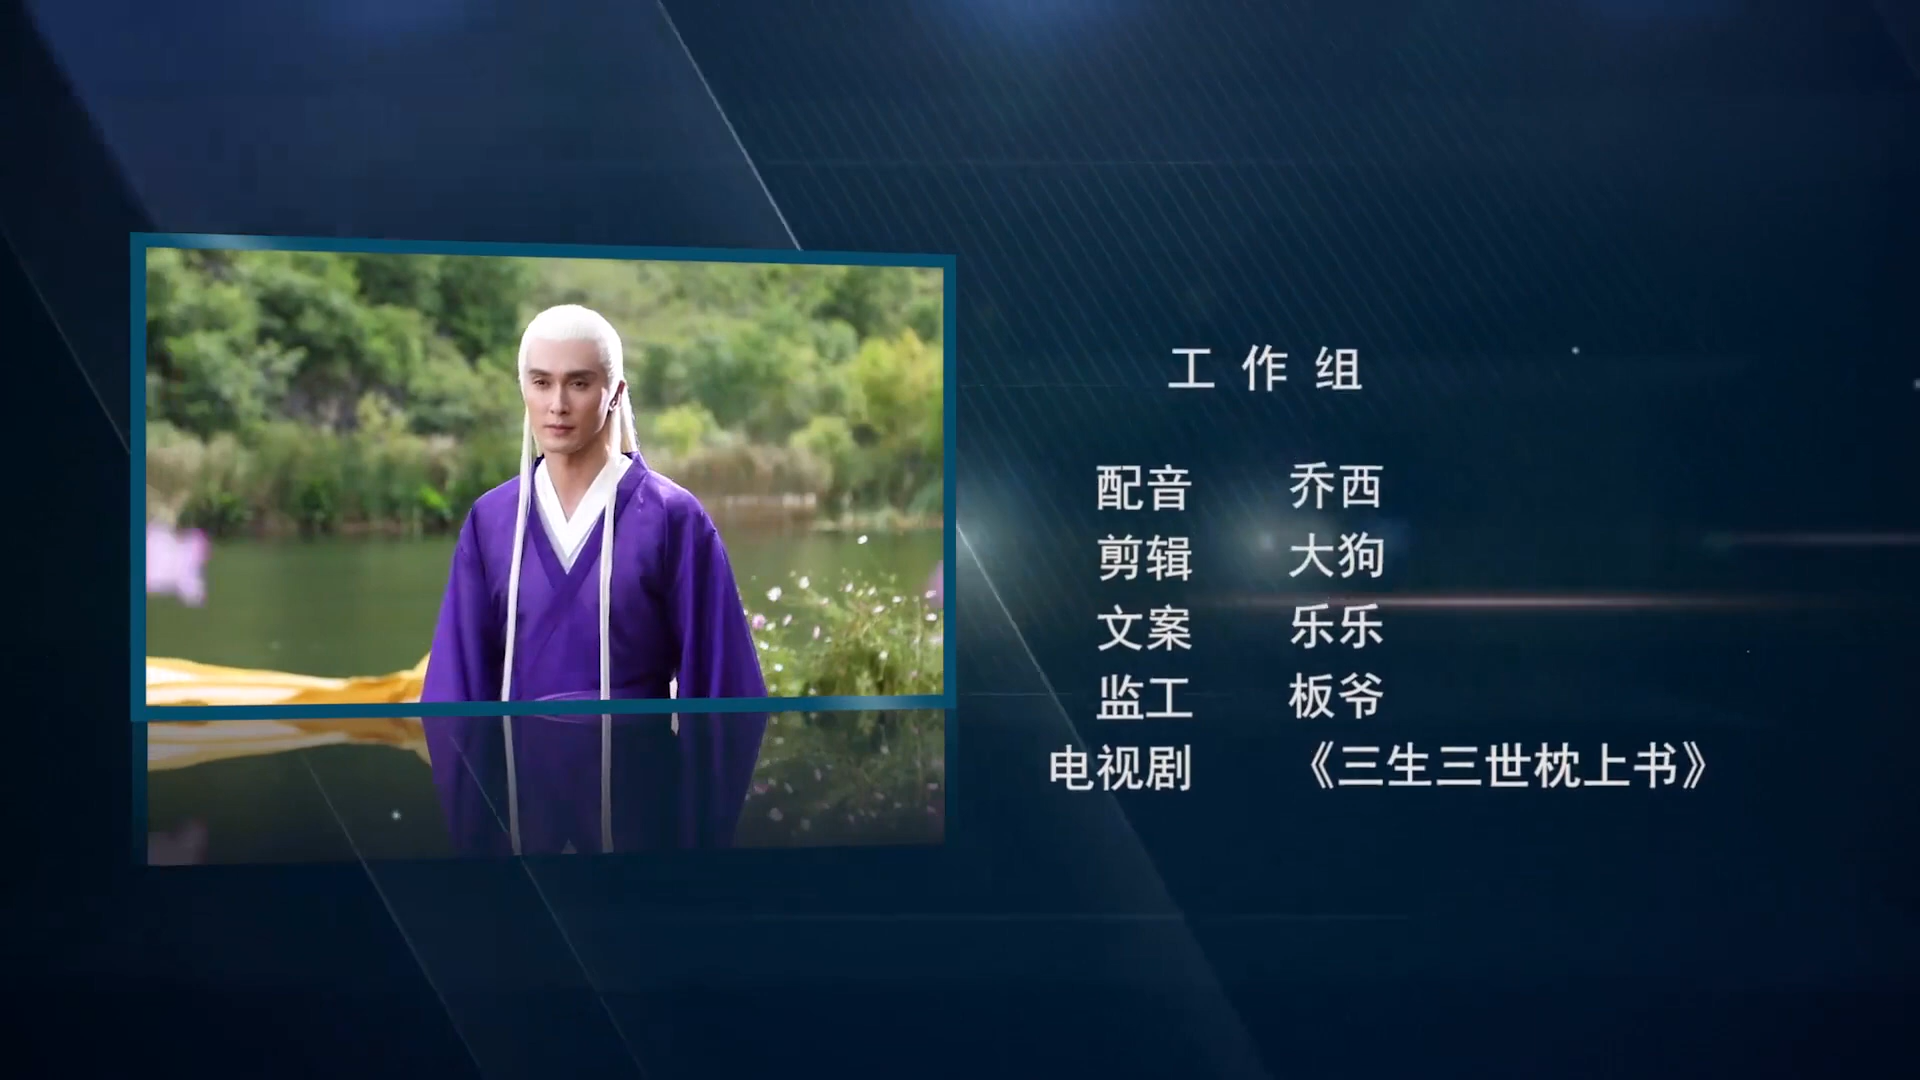 工作组
配音 乔西
剪辑 大狗
文案 乐乐
监工 板爷
电视剧 《三生三世枕上书》